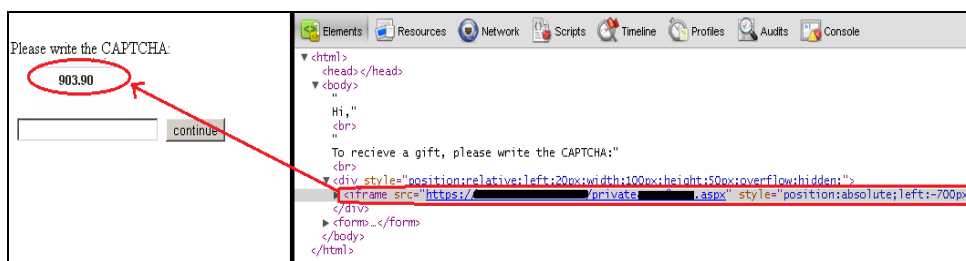 Please write the CAPTCHA:
903.90
continue
Elements Resources Network Scripts Timeline Profiles Audits Console
▼<html>
<head></head>
▼<body>
"
Hi,"
<br>
"
To recieve a gift, please write the CAPTCHA:"
<br>
▼<div style="position:relative;left:20px;width:100px;height:50px;overflow:hidden;">
▶<iframe src="https:// /private .aspx" style="position:absolute;left:-700px
</div>
▶<form>…</form>
</body>
</html>